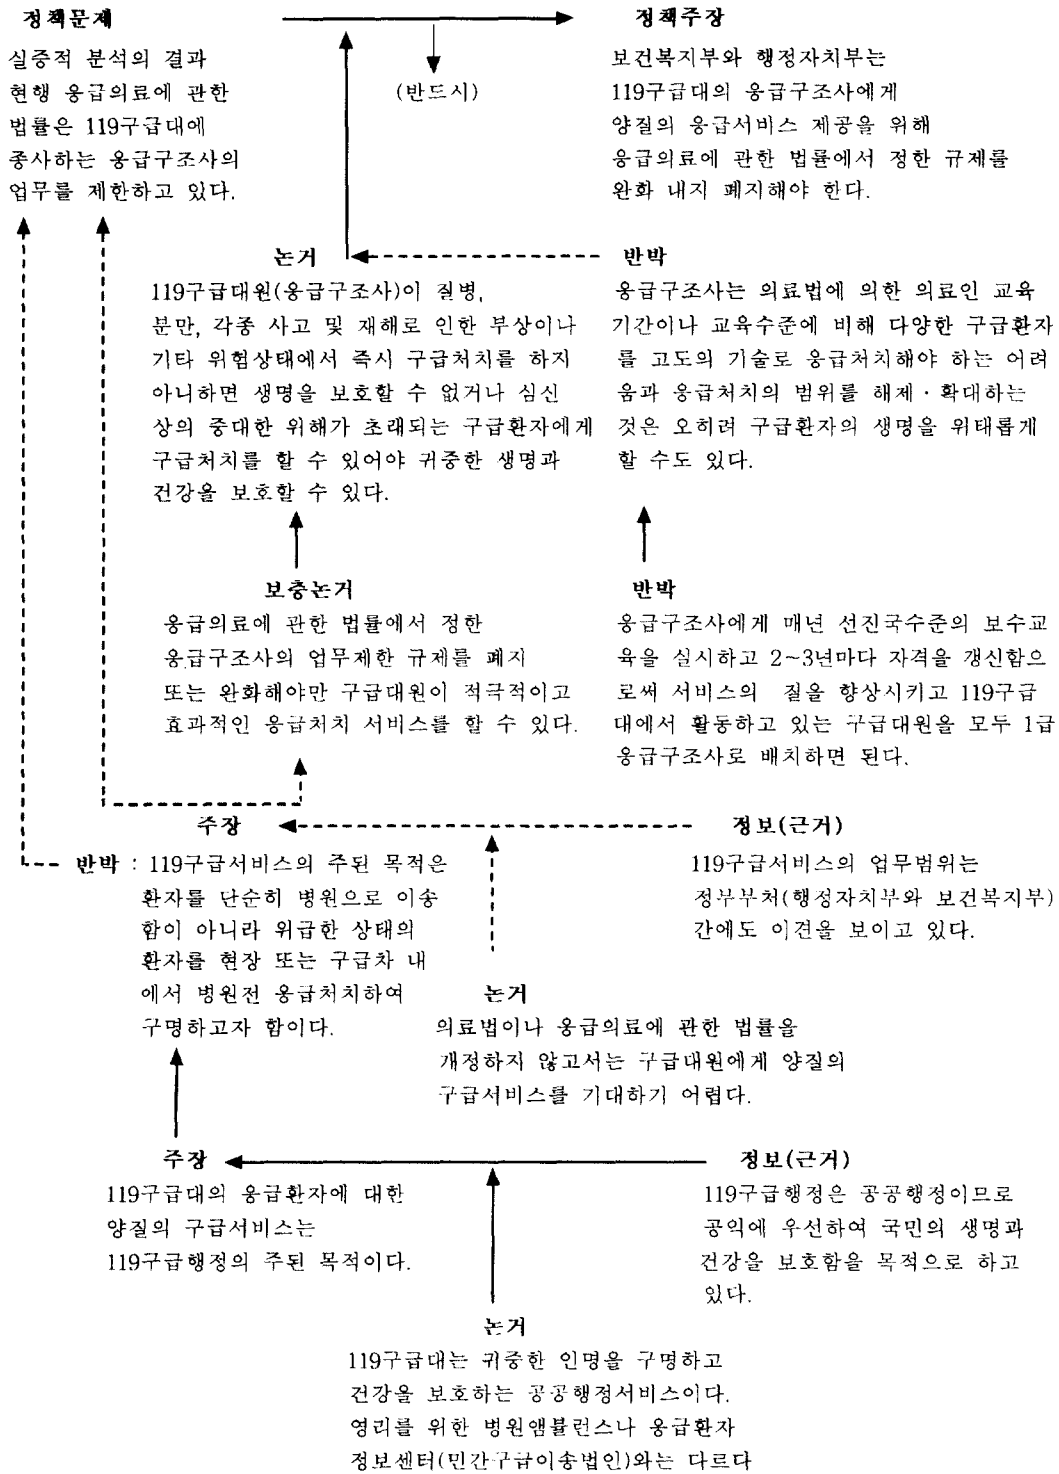 정책문제
정책주장
실증적 분석의 결과
현행 응급의료에 관한
법률은 119구급대에
종사하는 응급구조사의
업무를 제한하고 있다.
(반드시)
보건복지부와 행정자치부는
119구급대의 응급구조사에게
양질의 응급서비스 제공을 위해
응급의료에 관한 법률에서 정한 규제를
완화 내지 폐지해야 한다.
논거
119구급대원(응급구조사)이 질병,
분만, 각종 사고 및 재해로 인한 부상이나
기타 위험상태에서 즉시 구급처치를 하지
아니하면 생명을 보호할 수 없거나 심신
상의 중대한 위해가 초래되는 구급환자에게
구급처치를 할 수 있어야 귀중한 생명과
건강을 보호할 수 있다.
반박
응급구조사는 의료법에 의한 의료인 교육
기간이나 교육수준에 비해 다양한 구급환자
를 고도의 기술로 응급처치해야 하는 어려
움과 응급처치의 범위를 해제·확대하는
것은 오히려 구급환자의 생명을 위태롭게
할 수도 있다.
보충논거
응급의료에 관한 법률에서 정한
응급구조사의 업무제한 규제를 폐지
또는 완화해야만 구급대원이 적극적이고
효과적인 응급처치 서비스를 할 수 있다.
반박
응급구조사에게 매년 선진국수준의 보수교
육을 실시하고 2~3년마다 자격을 갱신함으
로써 서비스의 질을 향상시키고 119구급
대에서 활동하고 있는 구급대원을 모두 1급
응급구조사로 배치하면 된다.
주장
정보(근거)
반박 : 119구급서비스의 주된 목적은
환자를 단순히 병원으로 이송
함이 아니라 위급한 상태의
환자를 현장 또는 구급차 내
에서 병원전 응급처치하여
구명하고자 함이다.
119구급서비스의 업무범위는
정부부처(행정자치부와 보건복지부)
간에도 이견을 보이고 있다.
논거
의료법이나 응급의료에 관한 법률을
개정하지 않고서는 구급대원에게 양질의
구급서비스를 기대하기 어렵다.
주장
정보(근거)
119구급대의 응급환자에 대한
양질의 구급서비스는
119구급행정의 주된 목적이다.
119구급행정은 공공행정이므로
공익에 우선하여 국민의 생명과
건강을 보호함을 목적으로 하고
있다.
논거
119구급대는 귀중한 인명을 구명하고
건강을 보호하는 공공행정서비스이다.
영리를 위한 병원앰뷸런스나 응급환자
정보센터(민간구급이송법인)와는 다르다